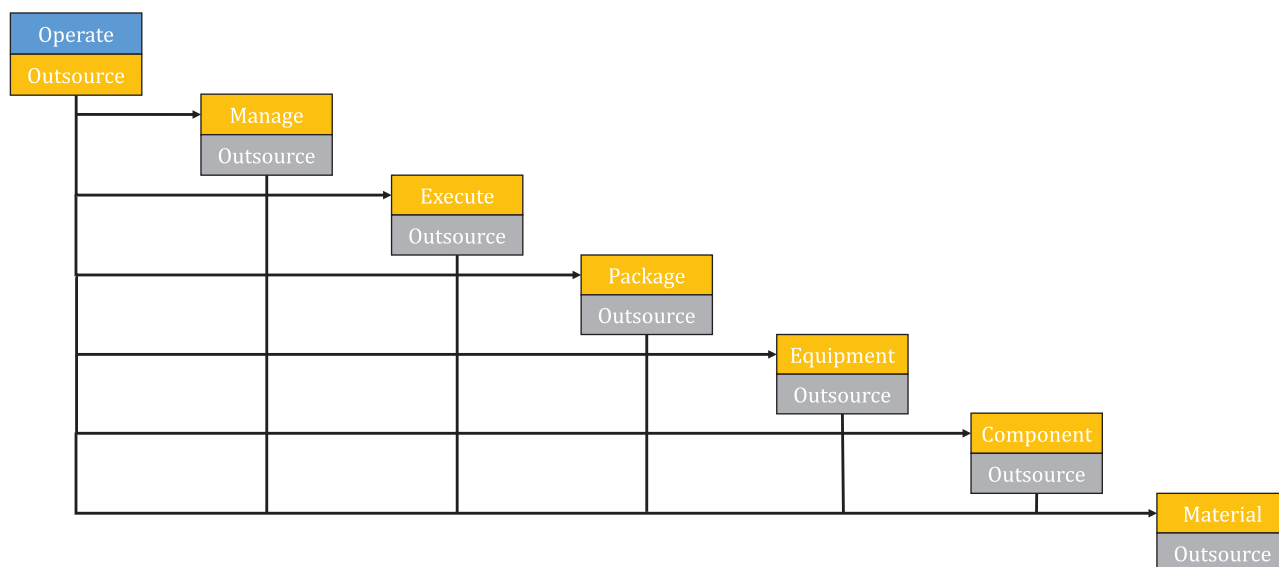 Operate
Outsource
Manage
Outsource
Execute
Outsource
Package
Outsource
Equipment
Outsource
Component
Outsource
Material
Outsource